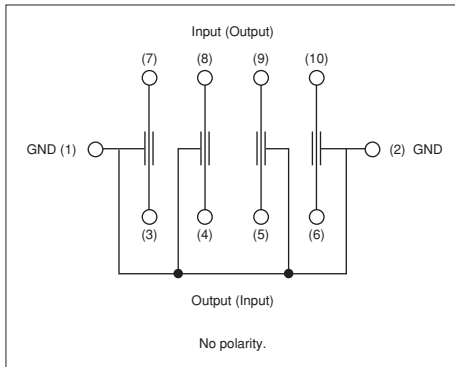 Input (Output)
(7) (8) (9) (10)
GND (1) (2) GND
(3) (4) (5) (6)
Output (Input)
No polarity.